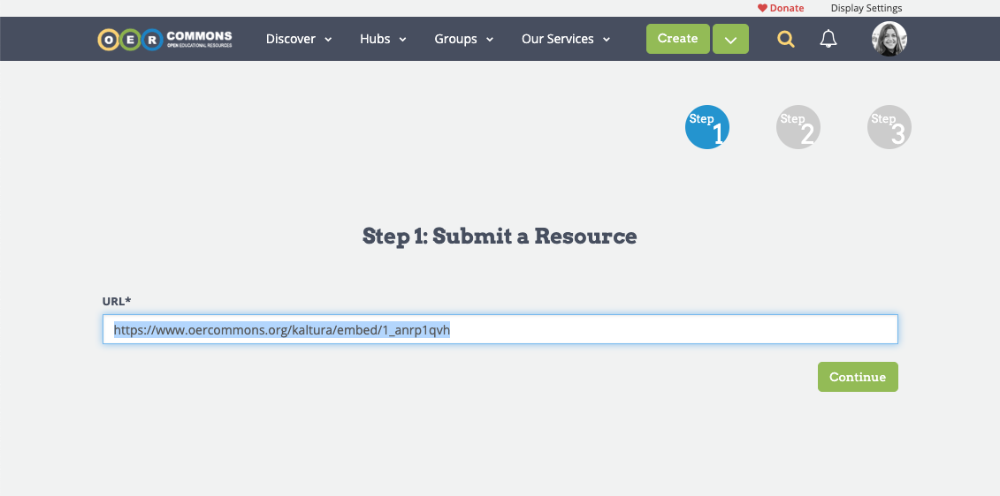 Donate Display Settings
OER COMMONS Discover Hubs Groups Our Services Create
OPEN EDUCATIONAL RESOURCES
Step 1 Step 2 Step 3
Step 1: Submit a Resource
URL*
https://www.oercommons.org/kaltura/embed/1_anrp1qvh
Continue